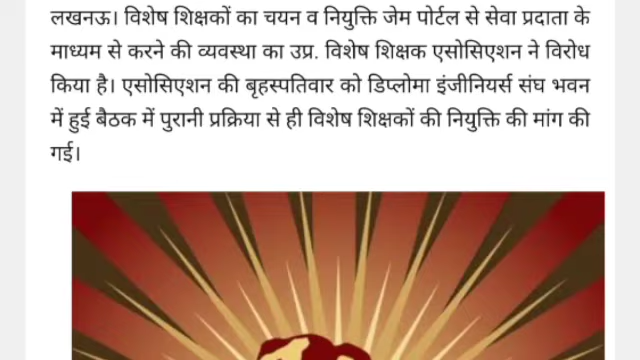 लखनऊ। विशेष शिक्षकों का चयन व नियुक्ति जेम पोर्टल से सेवा प्रदाता के
माध्यम से करने की व्यवस्था का उप्र. विशेष शिक्षक एसोसिएशन ने विरोध
किया है। एसोसिएशन की बृहस्पतिवार को डिप्लोमा इंजीनियर्स संघ भवन
में हुई बैठक में पुरानी प्रक्रिया से ही विशेष शिक्षकों की नियुक्ति की मांग की
गई।